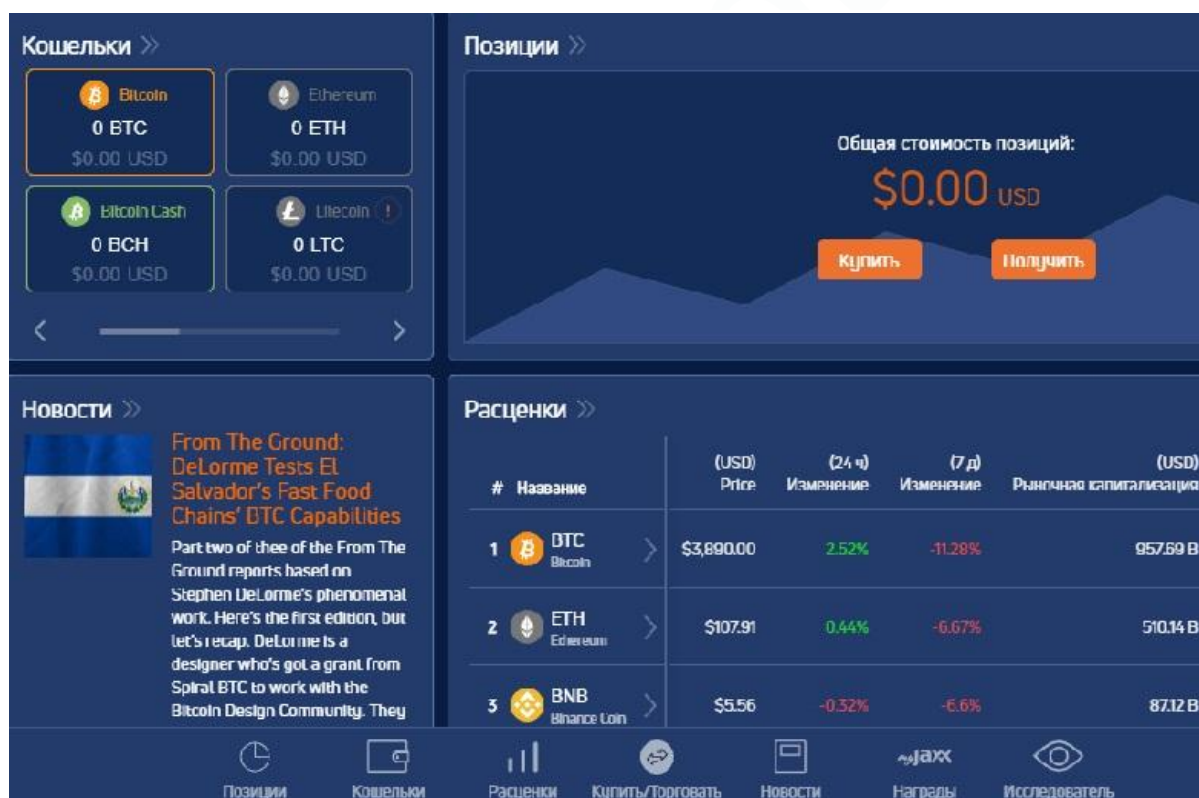 Кошельки
Bitcoin
0 BTC
$0.00 USD
Ethereum
0 ETH
$0.00 USD
Bitcoin Cash
0 BCH
$0.00 USD
Litecoin
0 LTC
$0.00 USD
Позиции
Общая стоимость позиций:
$0.00 USD
Купить
Получить
Новости
From The Ground:
DeLorme Tests El
Salvador's Fast Food
Chains' BTC Capabilities
Part two of thee of the From The
Ground reports based on
Stephen DeLorme's phenomenal
work. Here's the first edition, but
let's recap. DeLorme is a
designer who's got a grant from
Spiral BTC to work with the
Bitcoin Design Community. They
Расценки
(USD) (24 ч) (7 д) (USD)
# Название Price Изменение Изменение Рыночная капитализация
1 BTC $3,890.00 2.52% -11.28% 957.69 B
Bitcoin
2 ETH $107.91 0.44% -6.67% 510.14 B
Ethereum
3 BNB $5.56 -0.32% -6.6% 87.12 B
Binance Coin
Позиции Кошельки Расценки Купить/Торговать Новости Награды Исследователь
my Jaxx